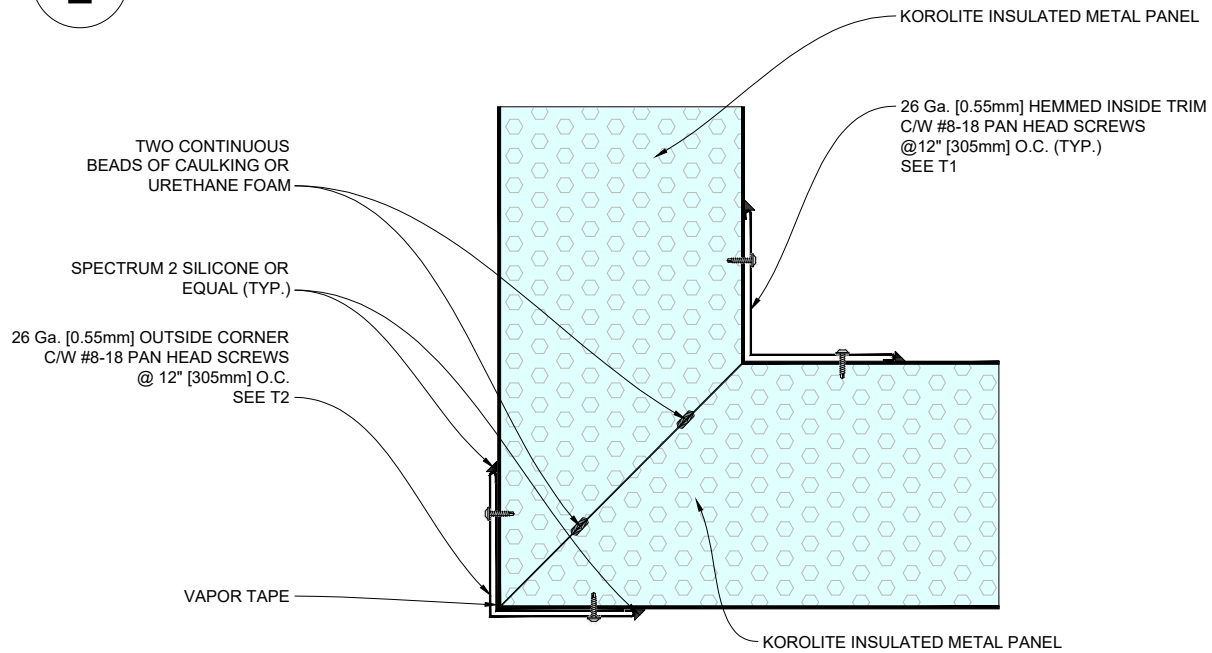 KOROLITE INSULATED METAL PANEL
26 Ga. [0.55mm] HEMMED INSIDE TRIM
C/W #8-18 PAN HEAD SCREWS
@12" [305mm] O.C. (TYP.)
SEE T1
TWO CONTINUOUS
BEADS OF CAULKING OR
URETHANE FOAM
SPECTRUM 2 SILICONE OR
EQUAL (TYP.)
26 Ga. [0.55mm] OUTSIDE CORNER
C/W #8-18 PAN HEAD SCREWS
@ 12" [305mm] O.C.
SEE T2
VAPOR TAPE
KOROLITE INSULATED METAL PANEL